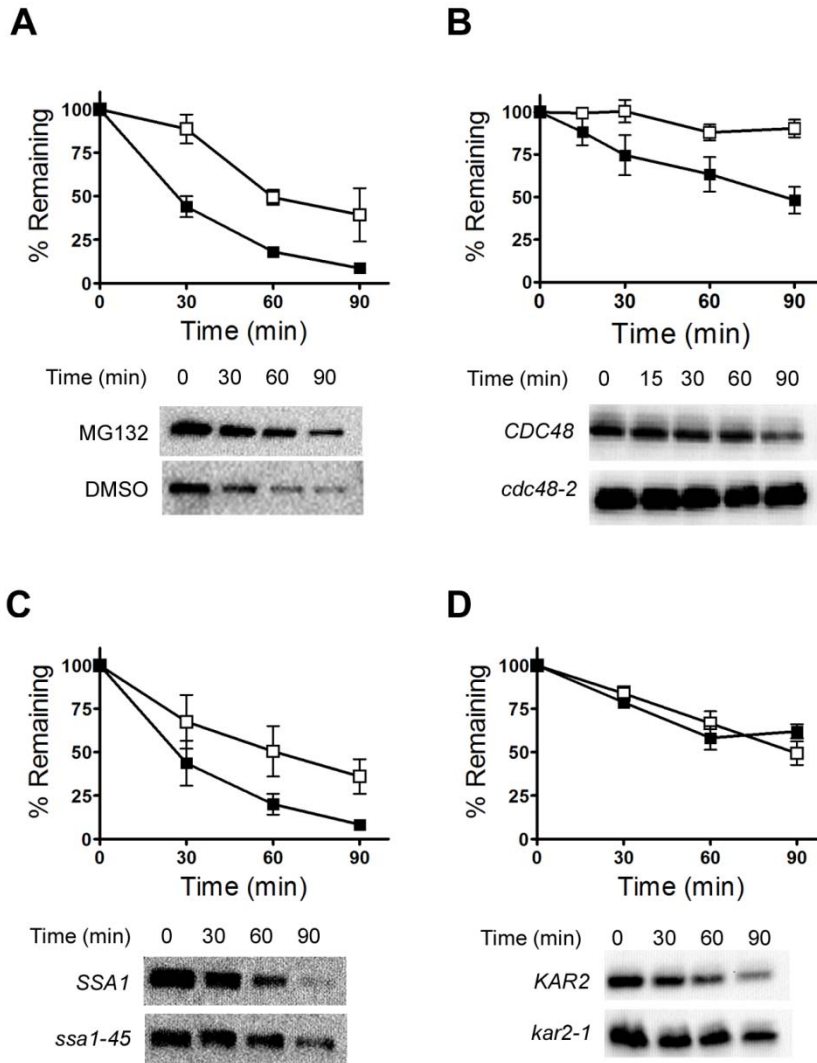 A
% Remaining
100
75
50
25
0
0 30 60 90
Time (min)
Time (min) 0 30 60 90
MG132
DMSO
B
% Remaining
100
75
50
25
0
0 30 60 90
Time (min)
Time (min) 0 15 30 60 90
CDC48
cdc48-2
C
% Remaining
100
75
50
25
0
0 30 60 90
Time (min)
Time (min) 0 30 60 90
SSA1
ssa1-45
D
% Remaining
100
75
50
25
0
0 30 60 90
Time (min)
Time (min) 0 30 60 90
KAR2
kar2-1